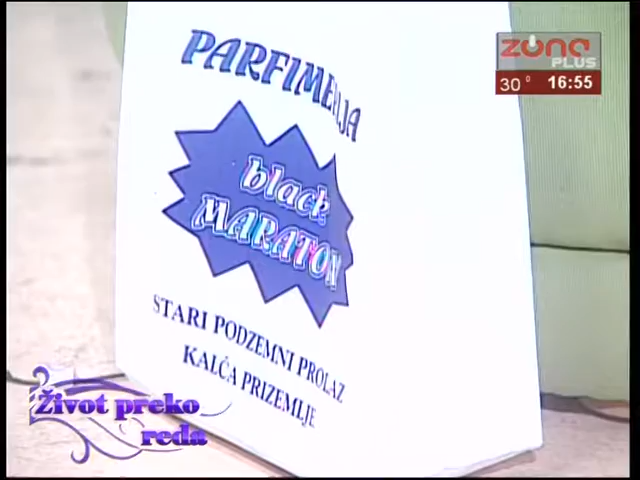 PARFIMERIJA
black
MARATON
STARI PODZEMNI PROLAZ
KALČA PRIZEMLJE
zona
PLUS
30° 16:55
Život preko
reda